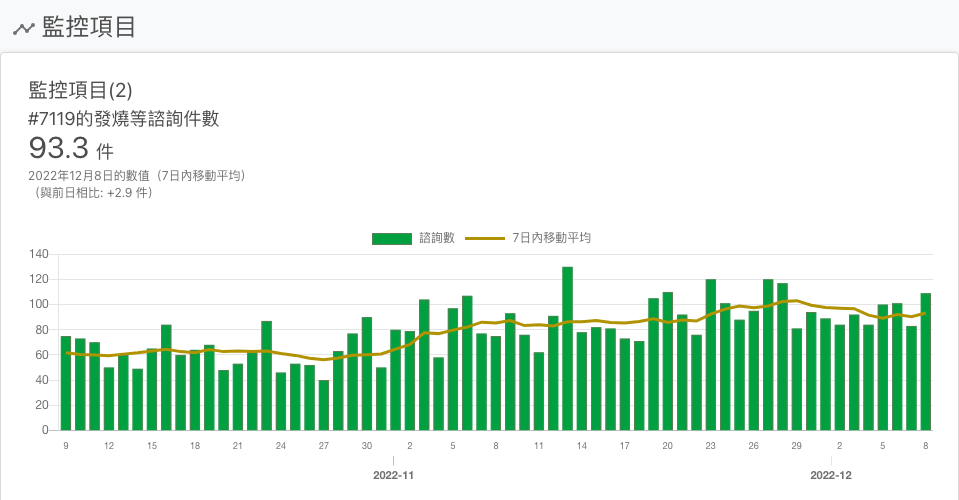 監控項目
監控項目(2)
#7119的發燒等諮詢件數
93.3 件
2022年12月8日的數值（7日內移動平均）
（與前日相比: +2.9 件）
諮詢數 7日內移動平均
140
120
100
80
60
40
20
0
9 12 15 18 21 24 27 30 2 5 8 11 14 17 20 23 26 29 2 5 8
2022-11 2022-12